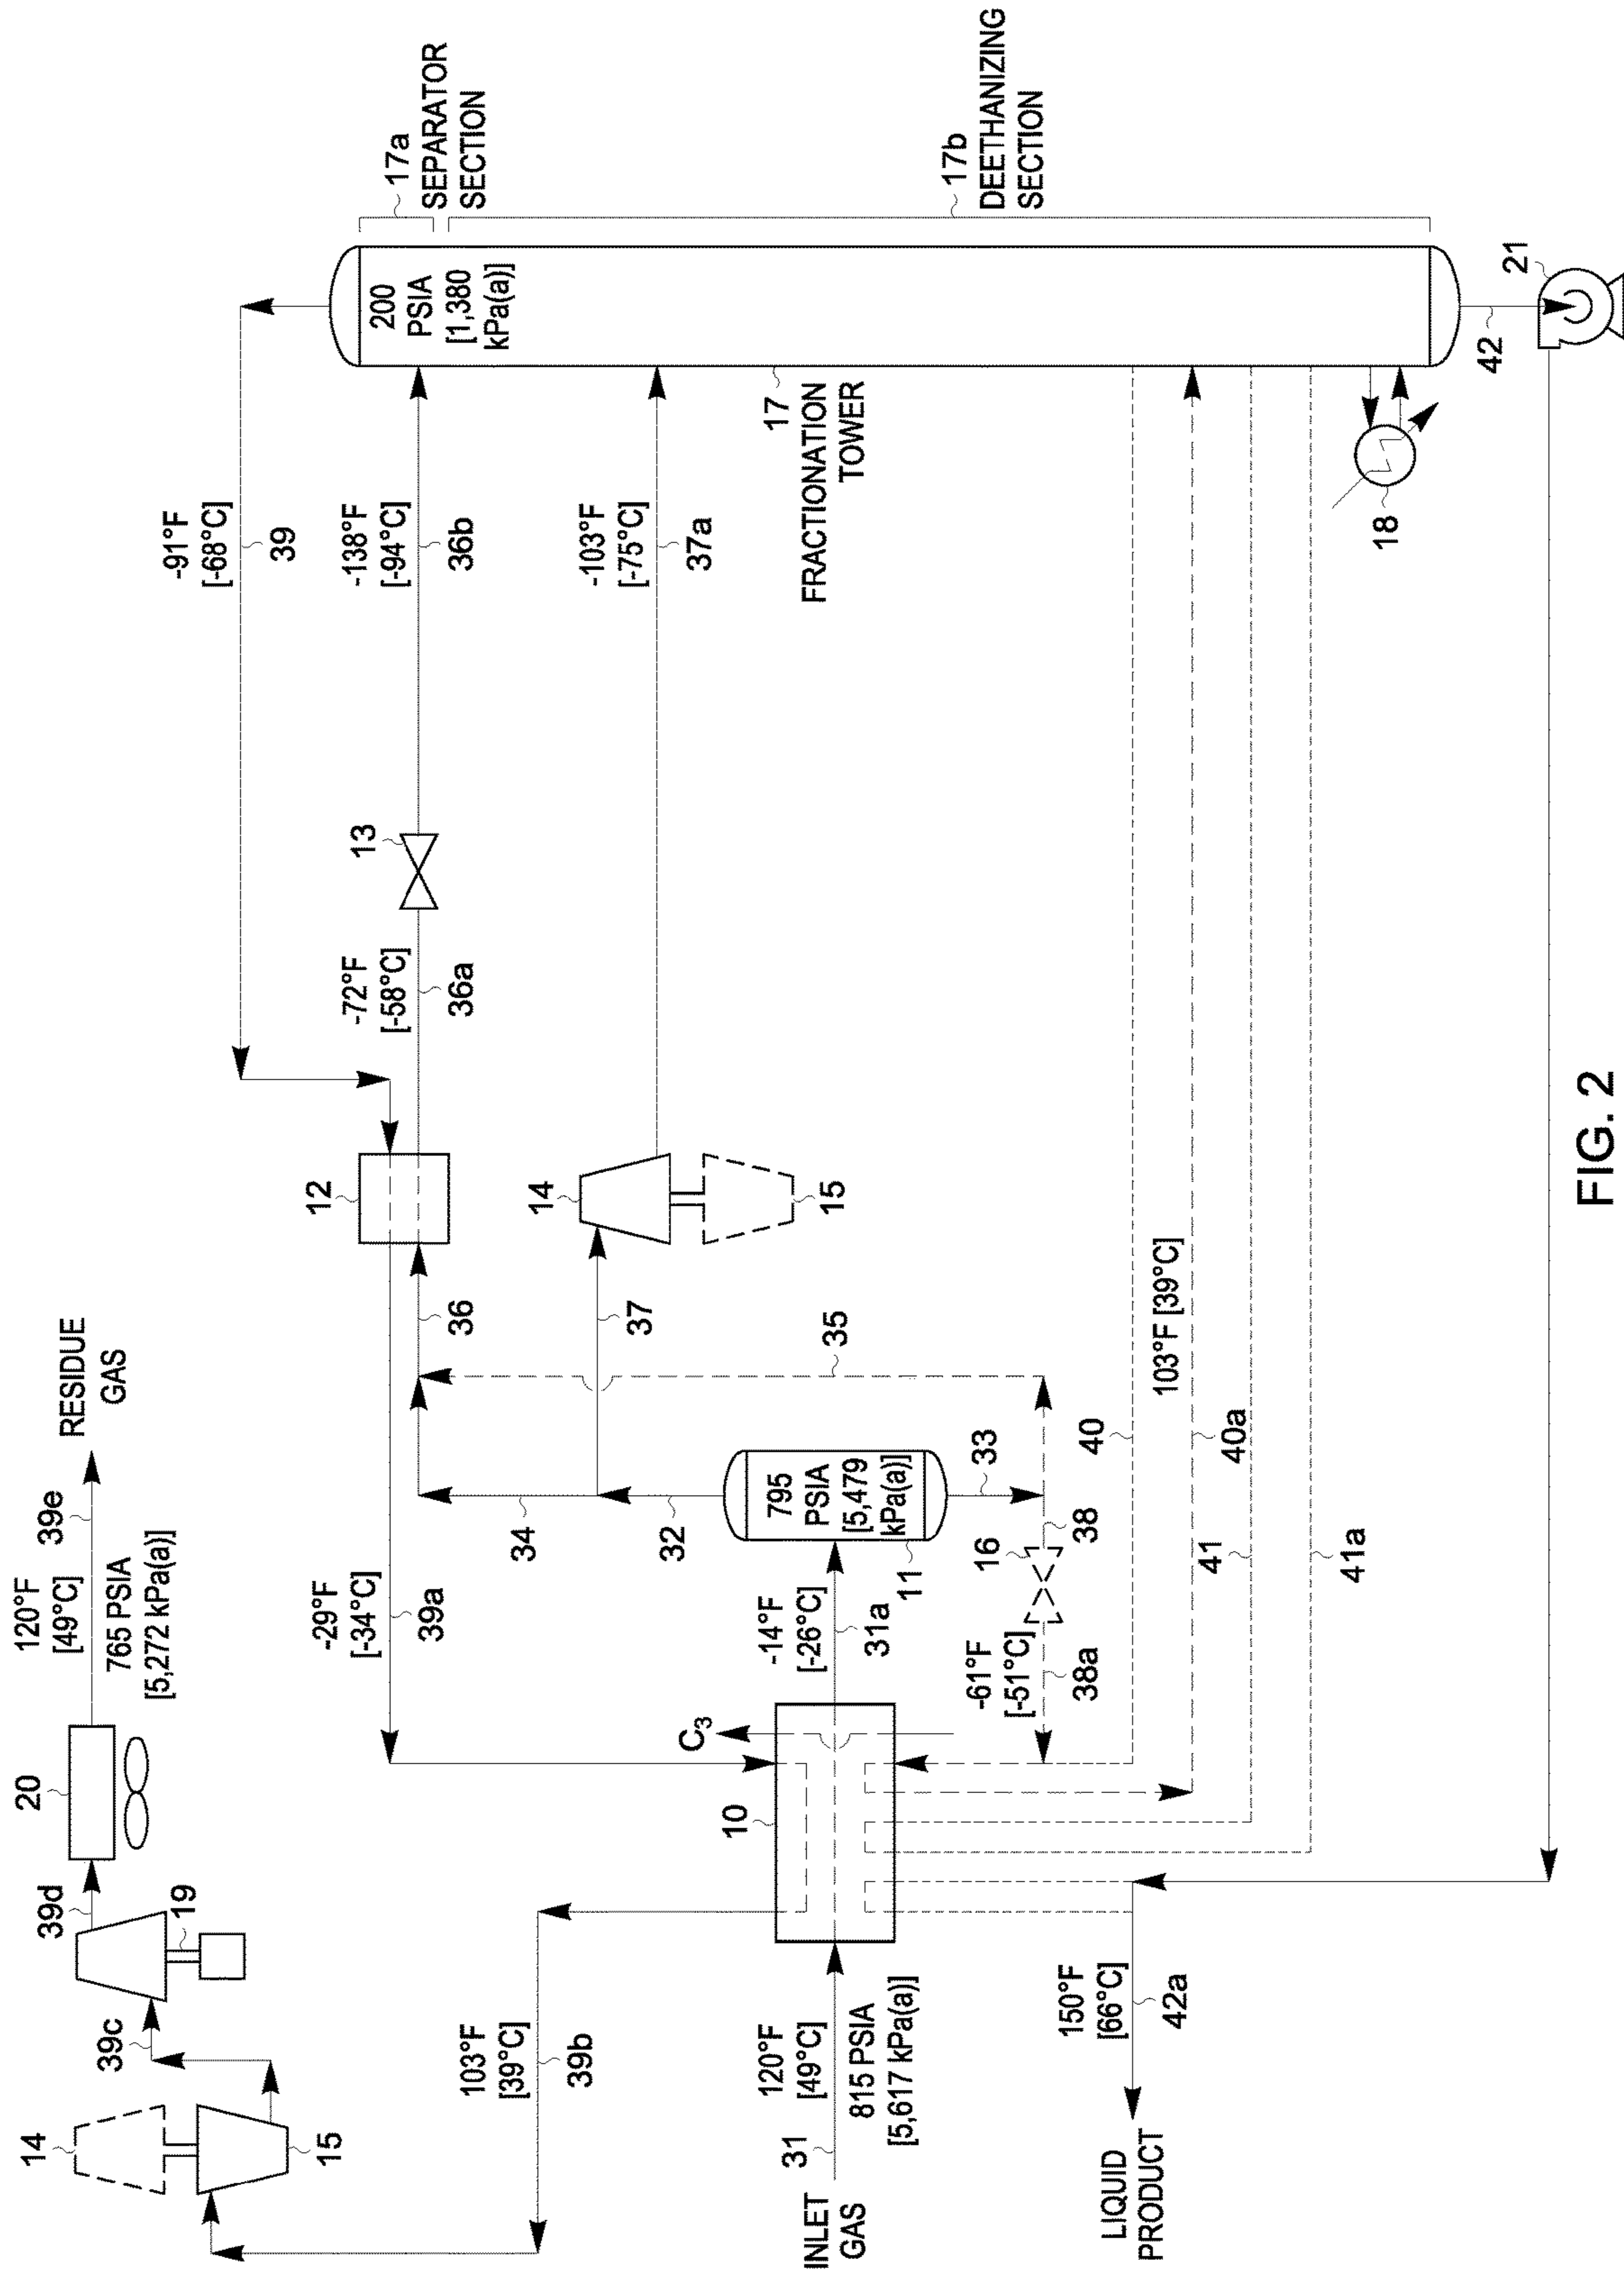 FIG. 2
RESIDUE
GAS
120°F
[49°C]
39e
765 PSIA
[5,272 kPa(a)]
20
39d
19
39c
14
15
-91°F
[-68°C]
39
-138°F
[-94°C]
36b
-103°F
[-75°C]
37a
17a
SEPARATOR
SECTION
17b
DEETHANIZING
SECTION
200
PSIA
[1,380
kPa(a)]
17
FRACTIONATION
TOWER
18
42
21
13
-72°F
[-58°C]
36a
12
36
14
15
37
35
34
32
33
795
PSIA
[5,479
kPa(a)]
11
38
16
-61°F
[-51°C]
38a
-14°F
[-26°C]
31a
-29°F
[-34°C]
39a
C3
10
103°F
[39°C]
39b
INLET
GAS
31
120°F
[49°C]
815 PSIA
[5,617 kPa(a)]
40
103°F [39°C]
40a
41
41a
150°F
[66°C]
42a
LIQUID
PRODUCT